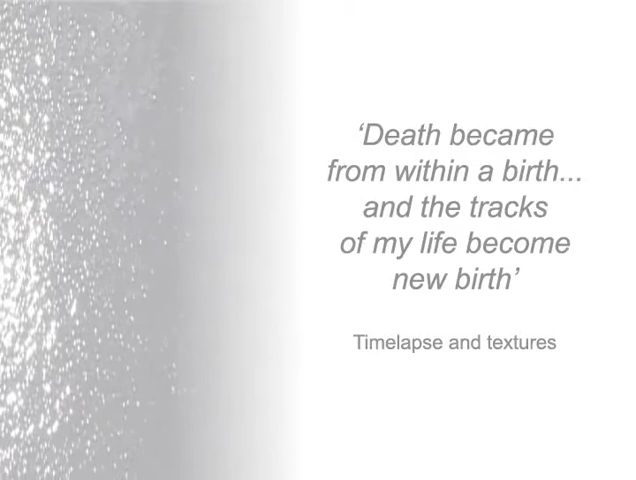 ‘Death became
from within a birth...
and the tracks
of my life become
new birth’
Timelapse and textures